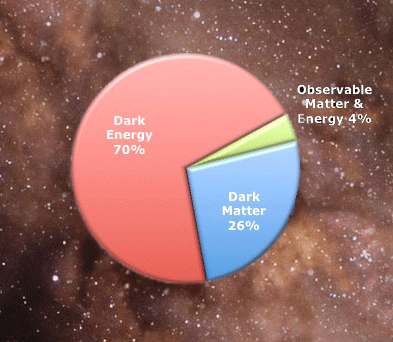 Dark
Energy
70%
Observable
Matter &
Energy 4%
Dark
Matter
26%